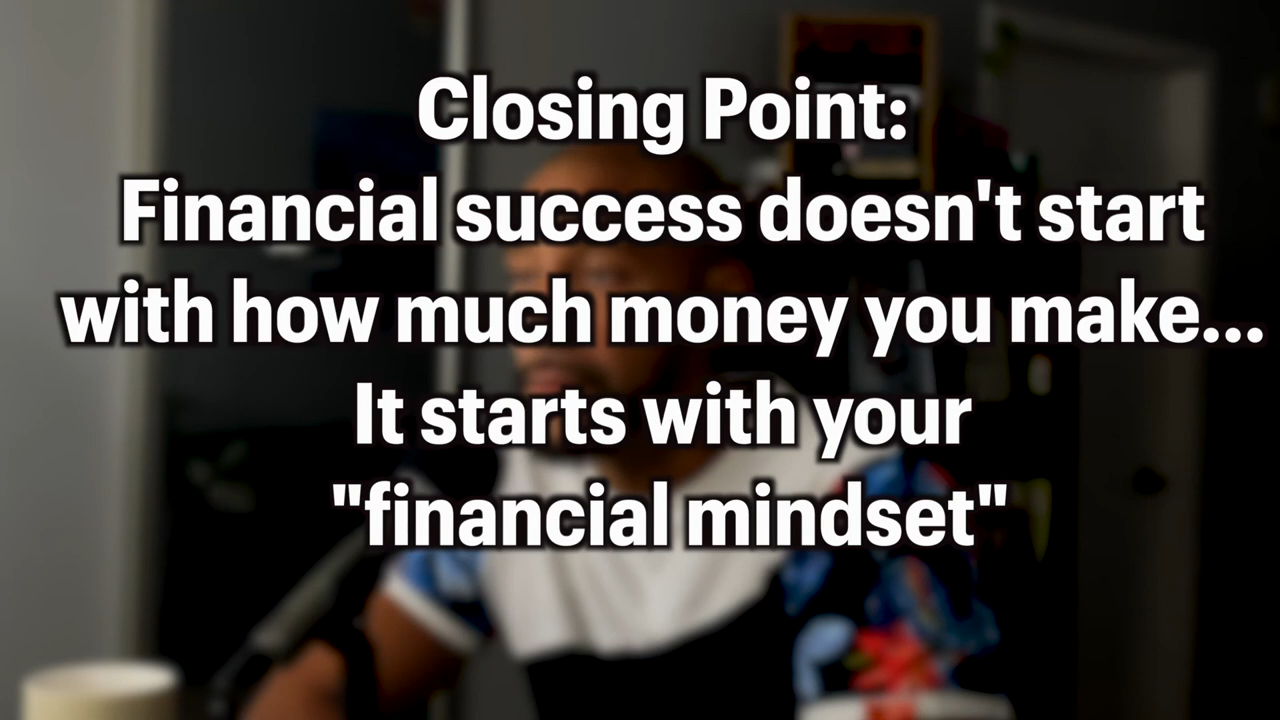 Closing Point:
Financial success doesn't start
with how much money you make...
It starts with your
"financial mindset"